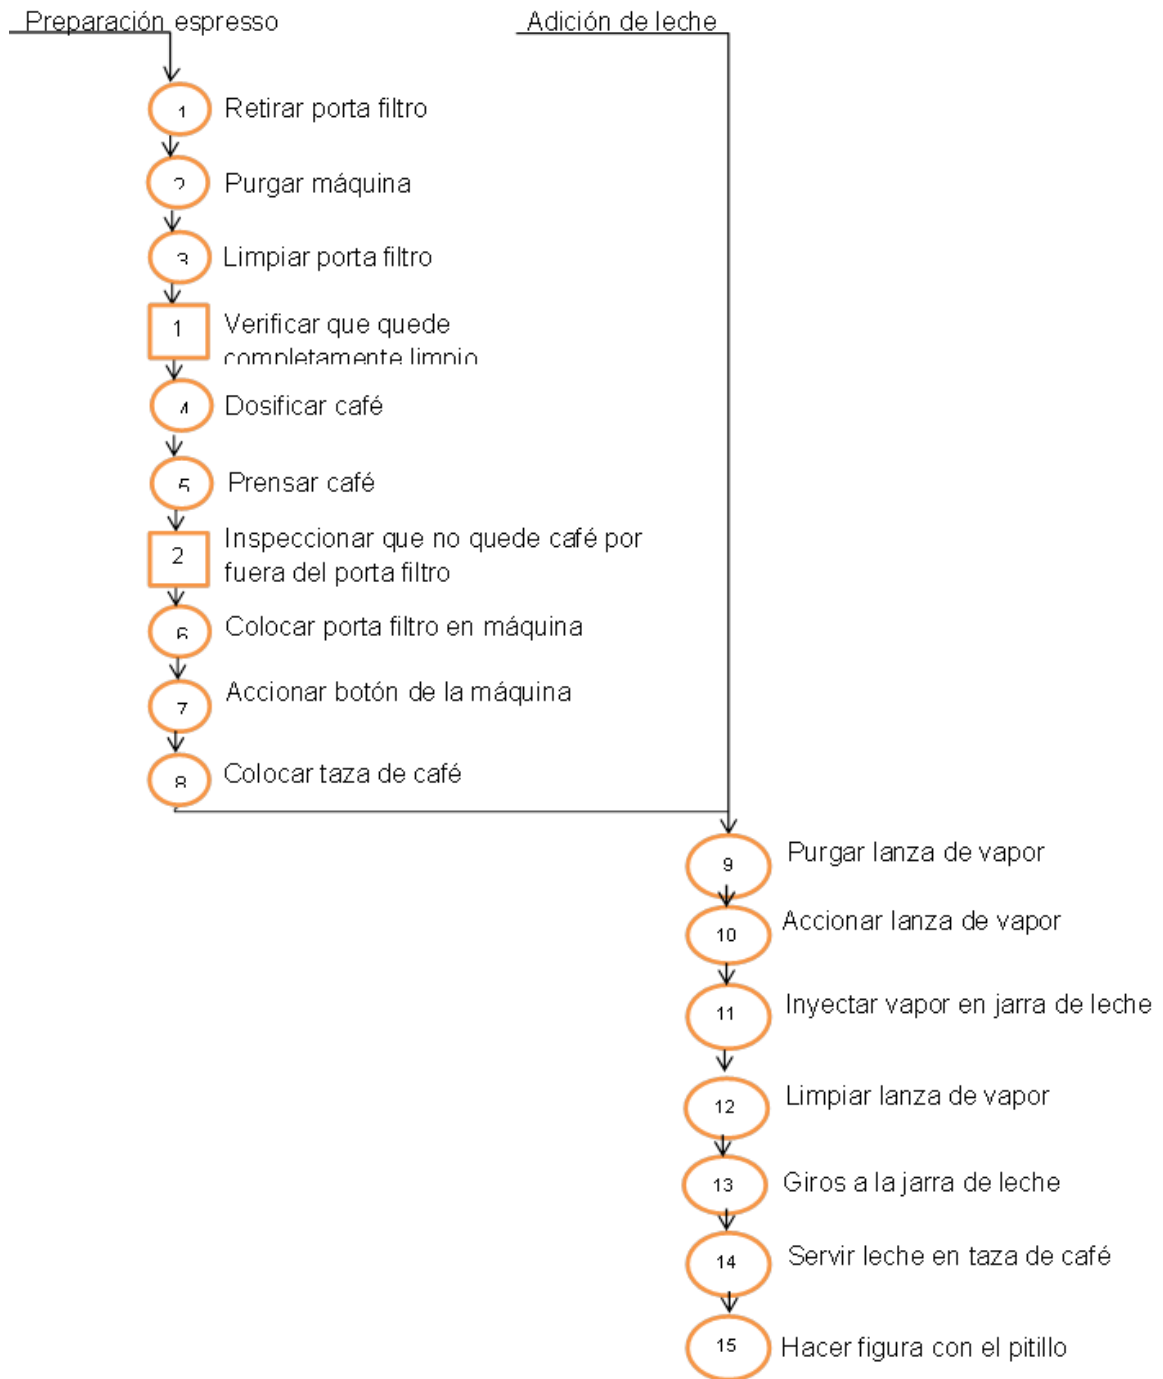 Preparación espresso
Adición de leche
1 Retirar porta filtro
2 Purgar máquina
3 Limpiar porta filtro
1 Verificar que quede
completamente limpio
4 Dosificar café
5 Prensar café
2 Inspeccionar que no quede café por
fuera del porta filtro
6 Colocar porta filtro en máquina
7 Accionar botón de la máquina
8 Colocar taza de café
9 Purgar lanza de vapor
10 Accionar lanza de vapor
11 Inyectar vapor en jarra de leche
12 Limpiar lanza de vapor
13 Giros a la jarra de leche
14 Servir leche en taza de café
15 Hacer figura con el pitillo